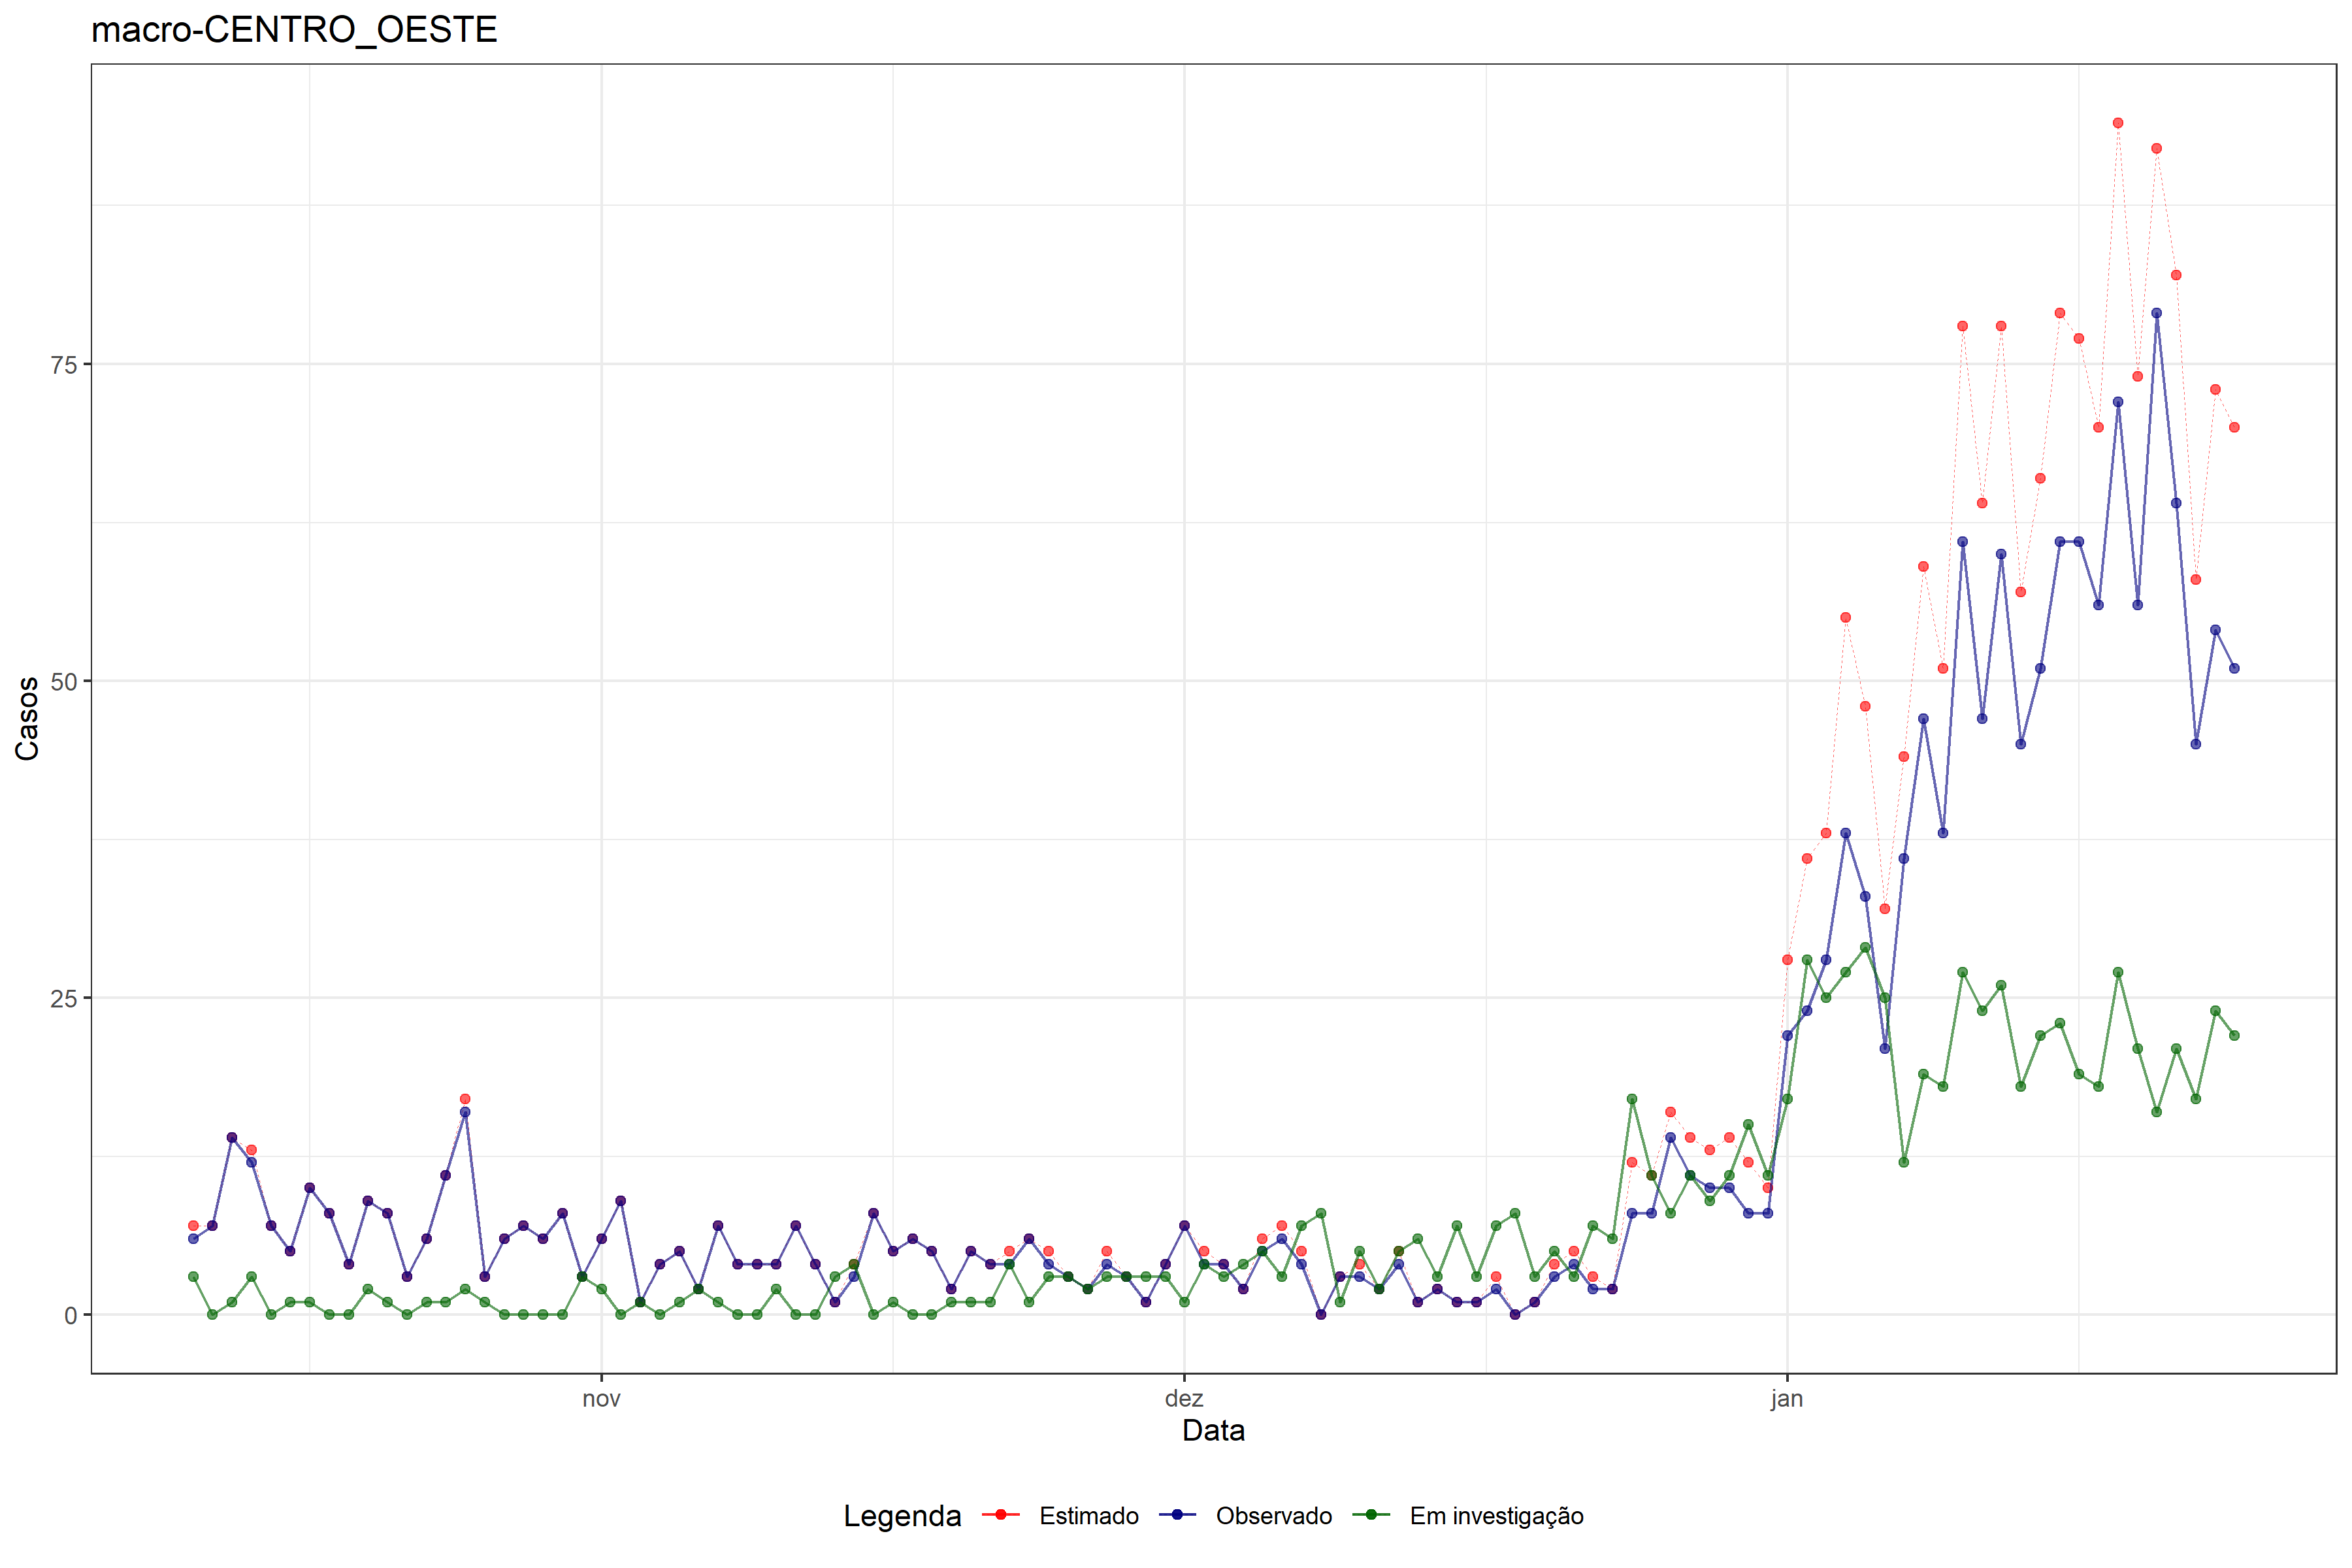 macro-CENTRO_OESTE
Casos
75
50
25
0
nov dez jan
Data
Legenda Estimado Observado Em investigação